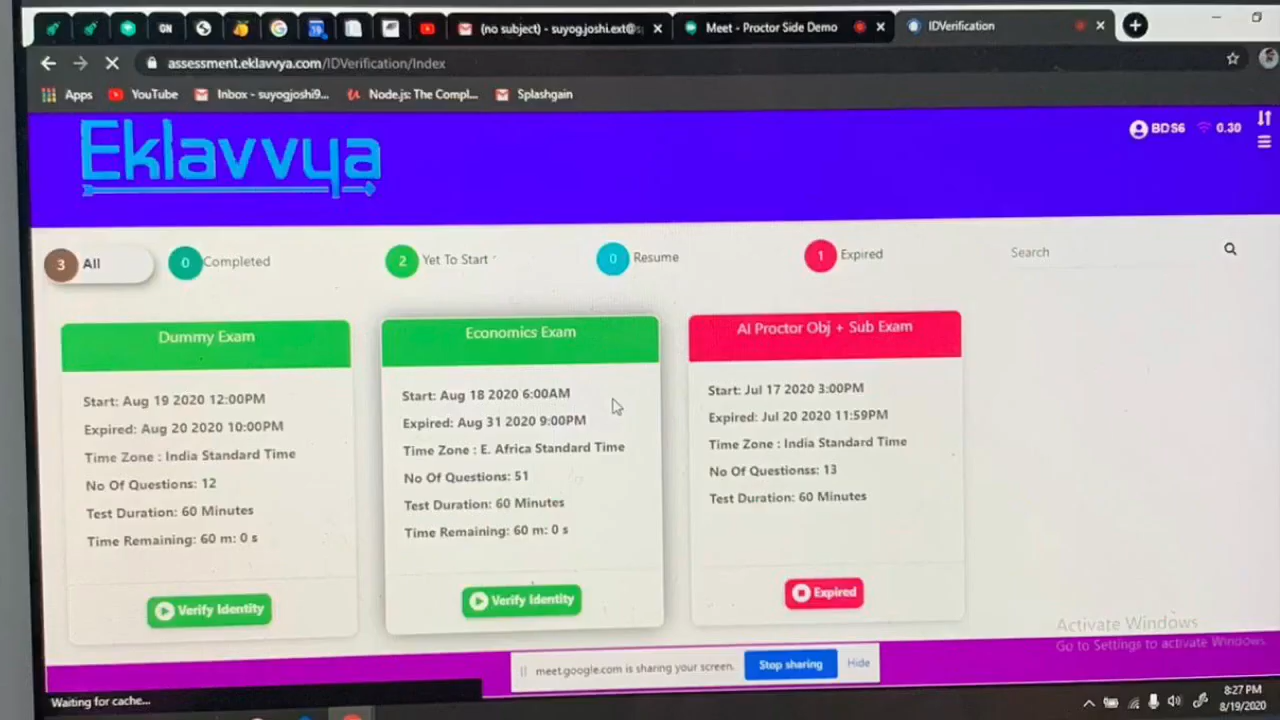 GN
(no subject) - suyog.joshi.ext@
Meet - Proctor Side Demo
IDVerification
assessment.eklavvya.com/IDVerification/Index
Apps
YouTube
Inbox - suyogjoshi9...
Node.js: The Compl...
Splashgain
Eklavvya
BDS6
0.30
3 All
0 Completed
2 Yet To Start
0 Resume
1 Expired
Search
Dummy Exam
Start: Aug 19 2020 12:00PM
Expired: Aug 20 2020 10:00PM
Time Zone : India Standard Time
No Of Questions: 12
Test Duration: 60 Minutes
Time Remaining: 60 m: 0 s
Verify Identity
Economics Exam
Start: Aug 18 2020 6:00AM
Expired: Aug 31 2020 9:00PM
Time Zone : E. Africa Standard Time
No Of Questions: 51
Test Duration: 60 Minutes
Time Remaining: 60 m: 0 s
Verify Identity
AI Proctor Obj + Sub Exam
Start: Jul 17 2020 3:00PM
Expired: Jul 20 2020 11:59PM
Time Zone : India Standard Time
No Of Questionss: 13
Test Duration: 60 Minutes
Expired
Activate Windows
Go to Settings to activate Windows.
meet.google.com is sharing your screen.
Stop sharing
Hide
Waiting for cache...
8:27 PM
8/19/2020